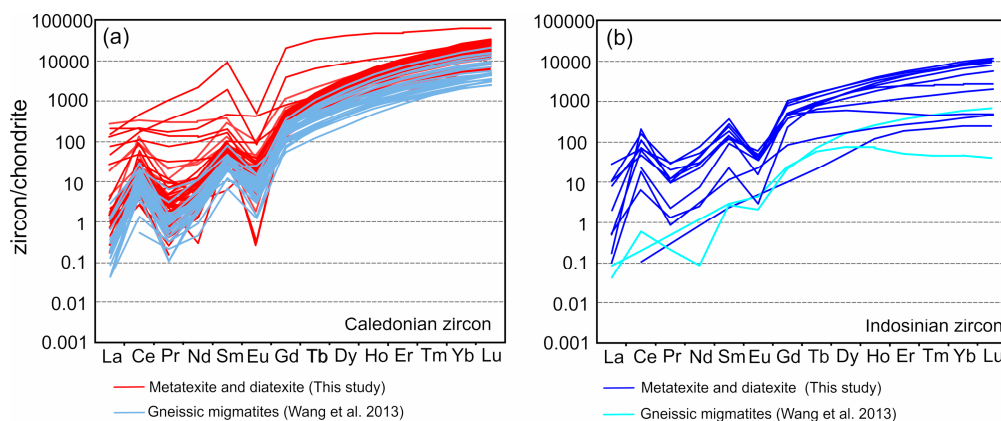 (a)
zircon/chondrite
100000
10000
1000
100
10
1
0.1
0.01
0.001
Caledonian zircon
La Ce Pr Nd Sm Eu Gd Tb Dy Ho Er Tm Yb Lu
Metatexite and diatexite (This study)
Gneissic migmatites (Wang et al. 2013)
(b)
100000
10000
1000
100
10
1
0.1
0.01
0.001
Indosinian zircon
La Ce Pr Nd Sm Eu Gd Tb Dy Ho Er Tm Yb Lu
Metatexite and diatexite (This study)
Gneissic migmatites (Wang et al. 2013)